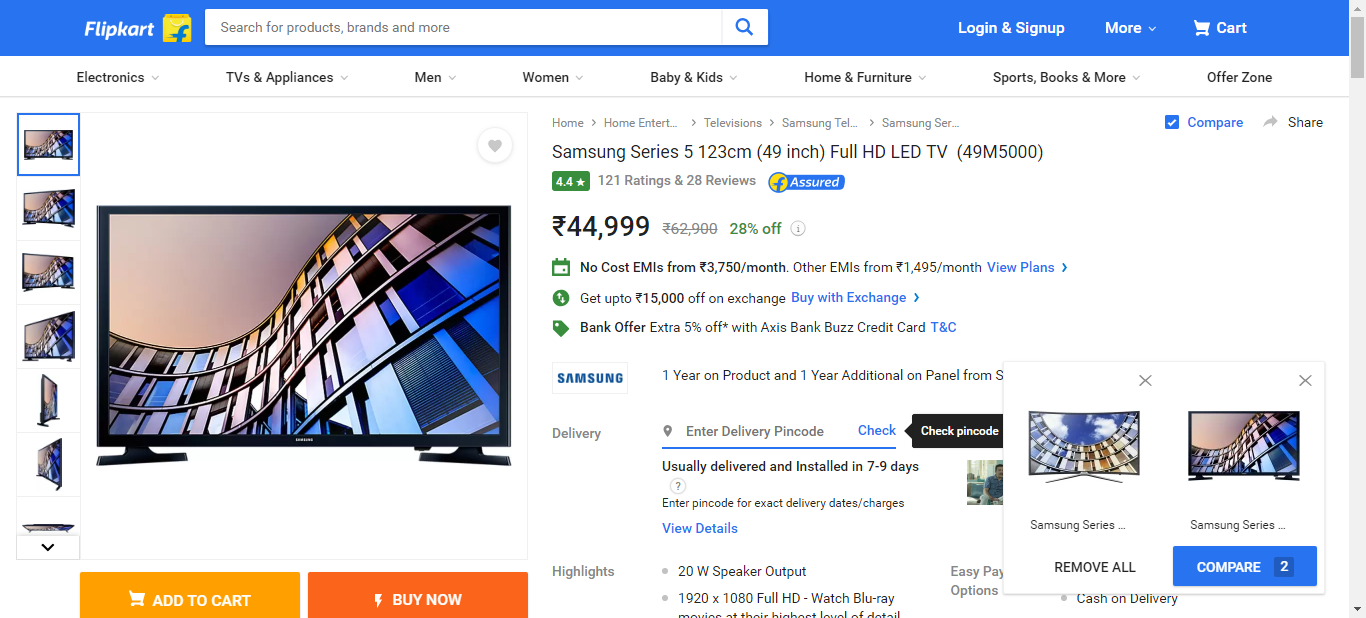 Flipkart
Search for products, brands and more
Login & Signup
More
Cart
Electronics
TVs & Appliances
Men
Women
Baby & Kids
Home & Furniture
Sports, Books & More
Offer Zone
Home
Home Entert...
Televisions
Samsung Tel...
Samsung Ser...
Compare
Share
Samsung Series 5 123cm (49 inch) Full HD LED TV (49M5000)
4.4 ★ 121 Ratings & 28 Reviews
Assured
₹44,999 ₹62,900 28% off
No Cost EMIs from ₹3,750/month. Other EMIs from ₹1,495/month View Plans
Get upto ₹15,000 off on exchange Buy with Exchange
Bank Offer Extra 5% off* with Axis Bank Buzz Credit Card T&C
SAMSUNG
SAMSUNG
1 Year on Product and 1 Year Additional on Panel from S
Delivery
Enter Delivery Pincode
Check
Check pincode
Usually delivered and Installed in 7-9 days
?
Enter pincode for exact delivery dates/charges
View Details
Highlights
20 W Speaker Output
1920 x 1080 Full HD - Watch Blu-ray
movies at their highest level of detail
Easy Pay
Options
Cash on Delivery
Samsung Series ...
Samsung Series ...
REMOVE ALL
COMPARE 2
ADD TO CART
BUY NOW